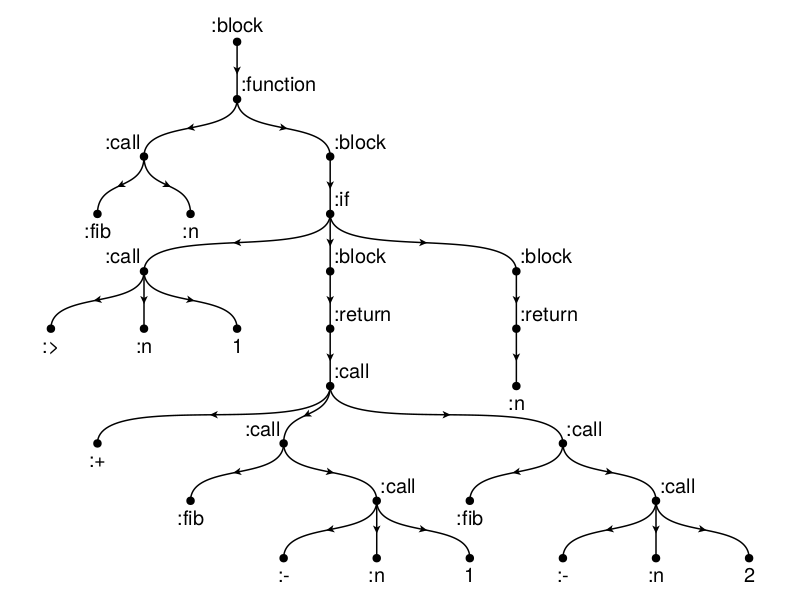 :block
:function
:call :block
:fib :n :if
:call :block :block
:> :n 1 :return :return
:call :n
:+ :call :call
:fib :call :fib :call
:- :n 1 :- :n 2